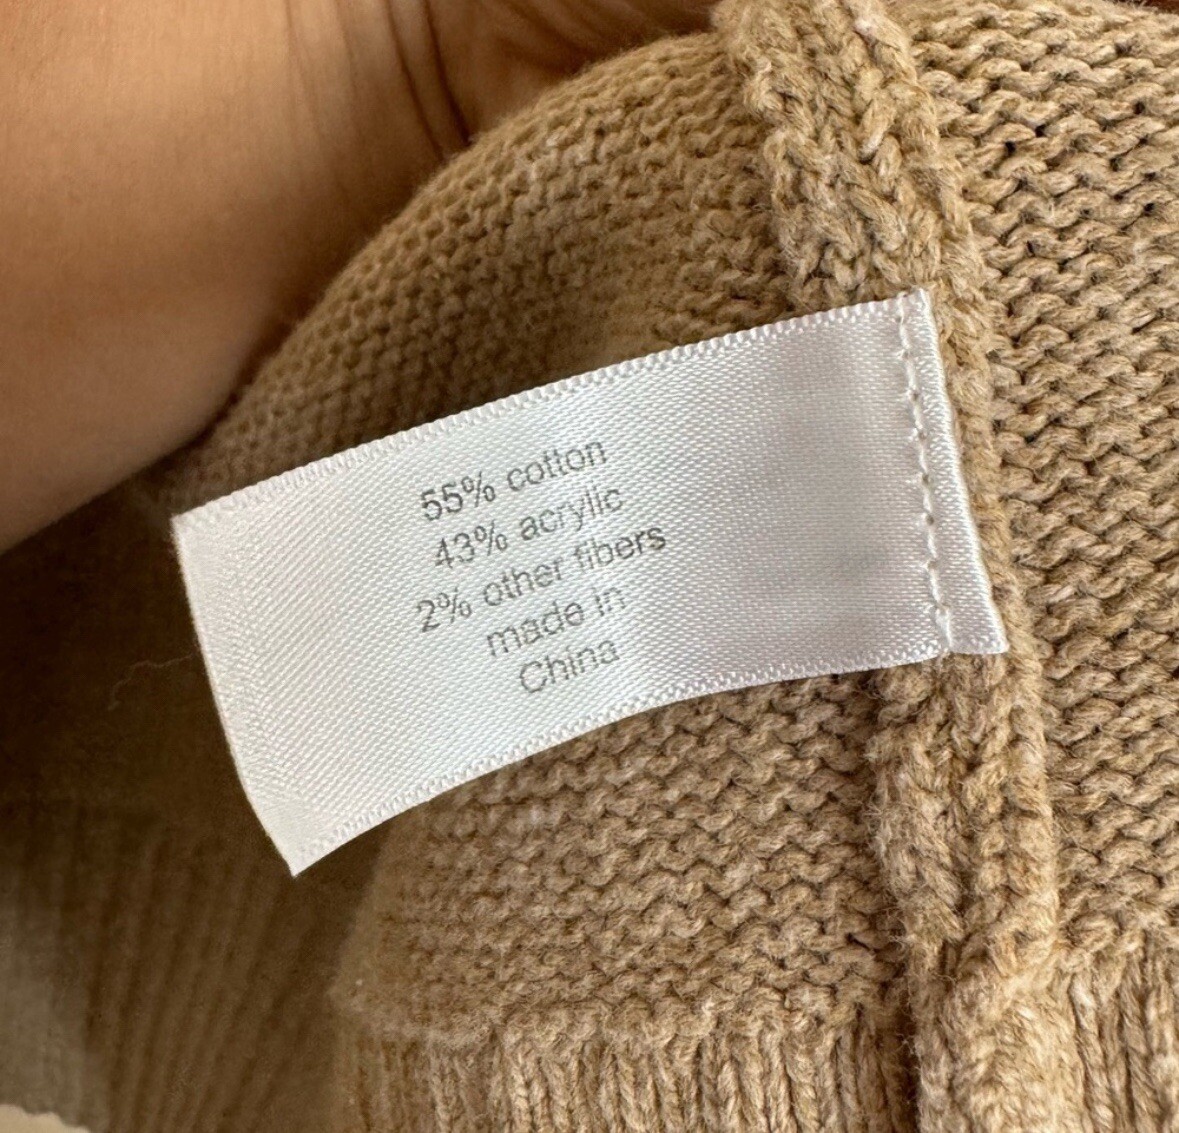 55% cotton
43% acrylic
2% other fibers
made in
China